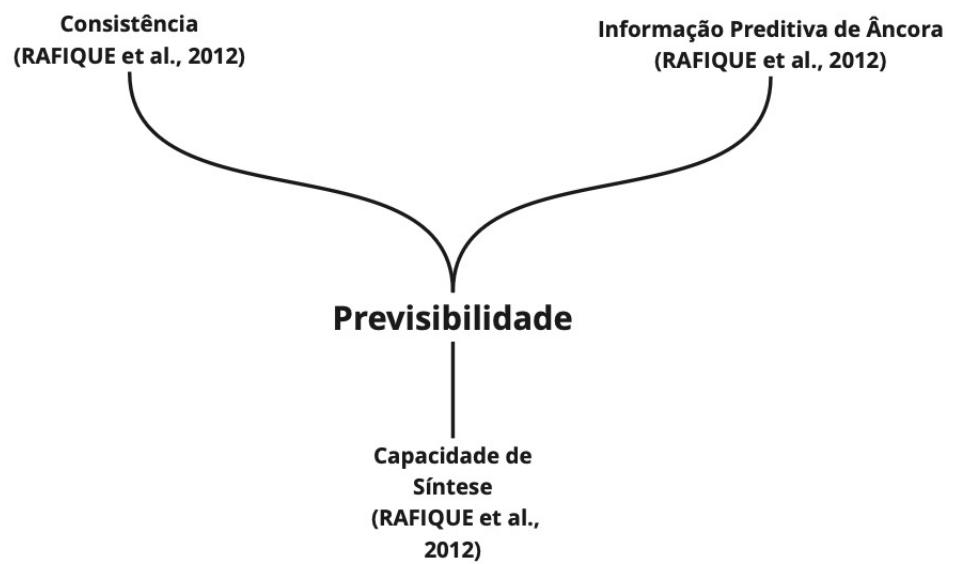 Consistência
(RAFIQUE et al., 2012)
Informação Preditiva de Âncora
(RAFIQUE et al., 2012)
Previsibilidade
Capacidade de
Síntese
(RAFIQUE et al.,
2012)